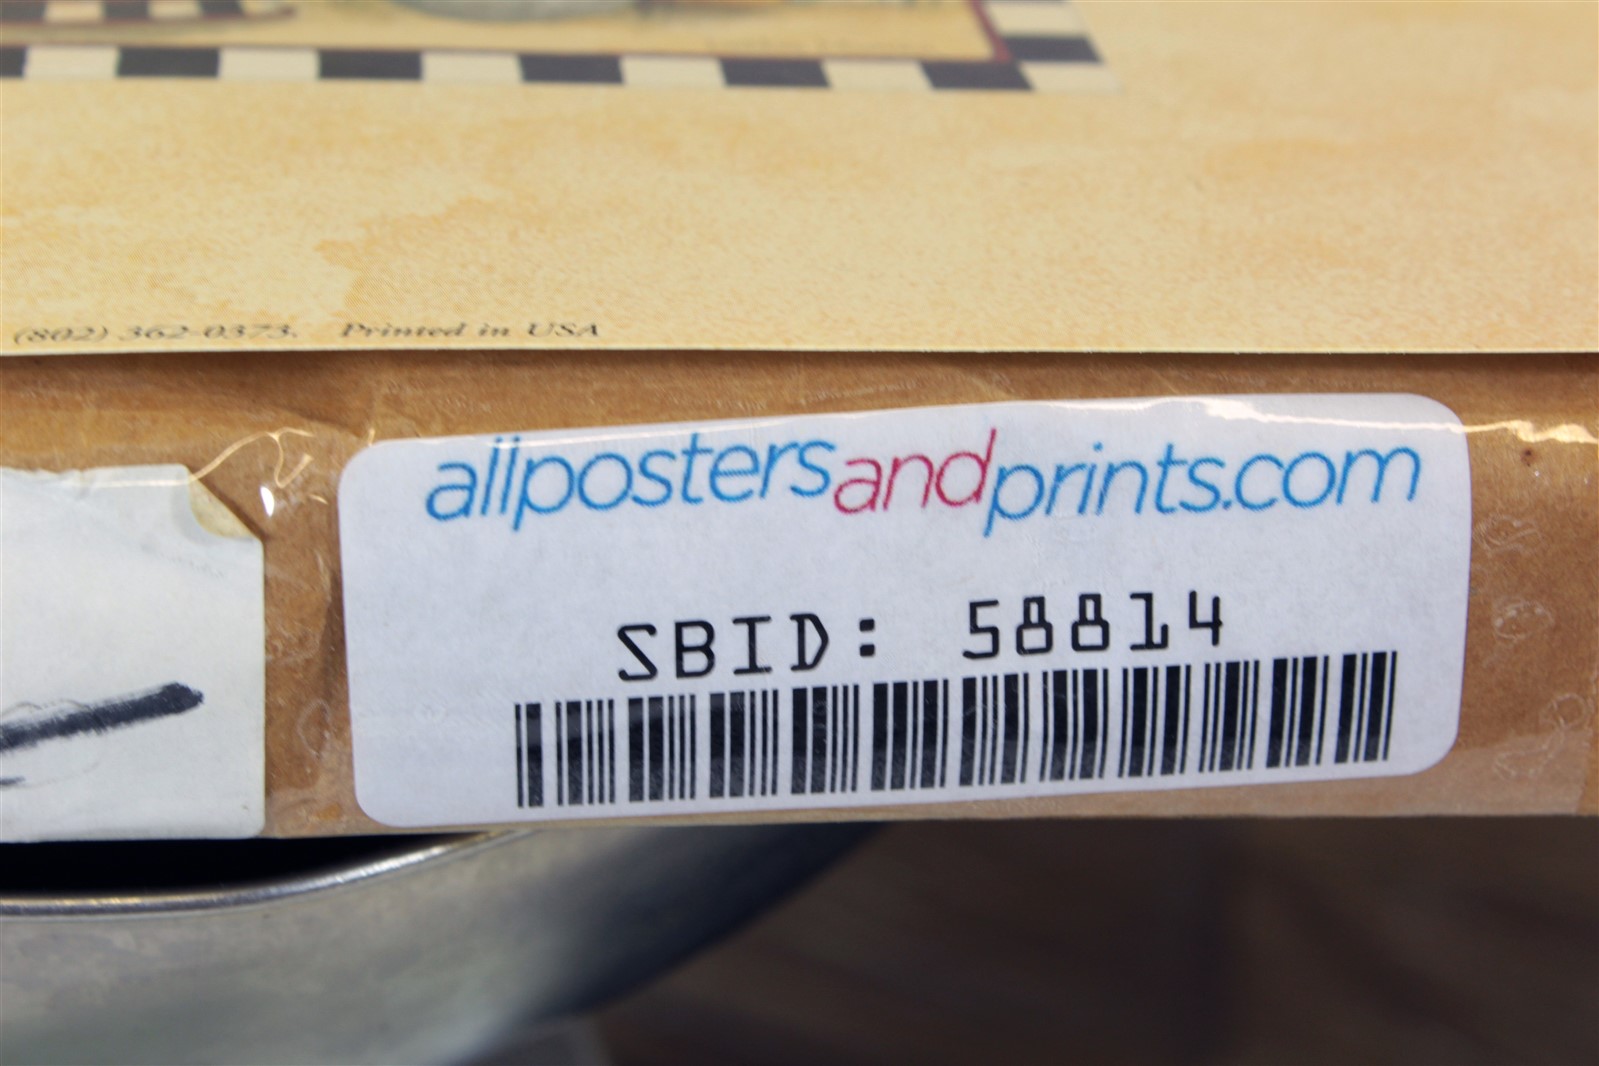 (802) 362-0373. Printed in USA
allpostersandprints.com
SBID: 58814